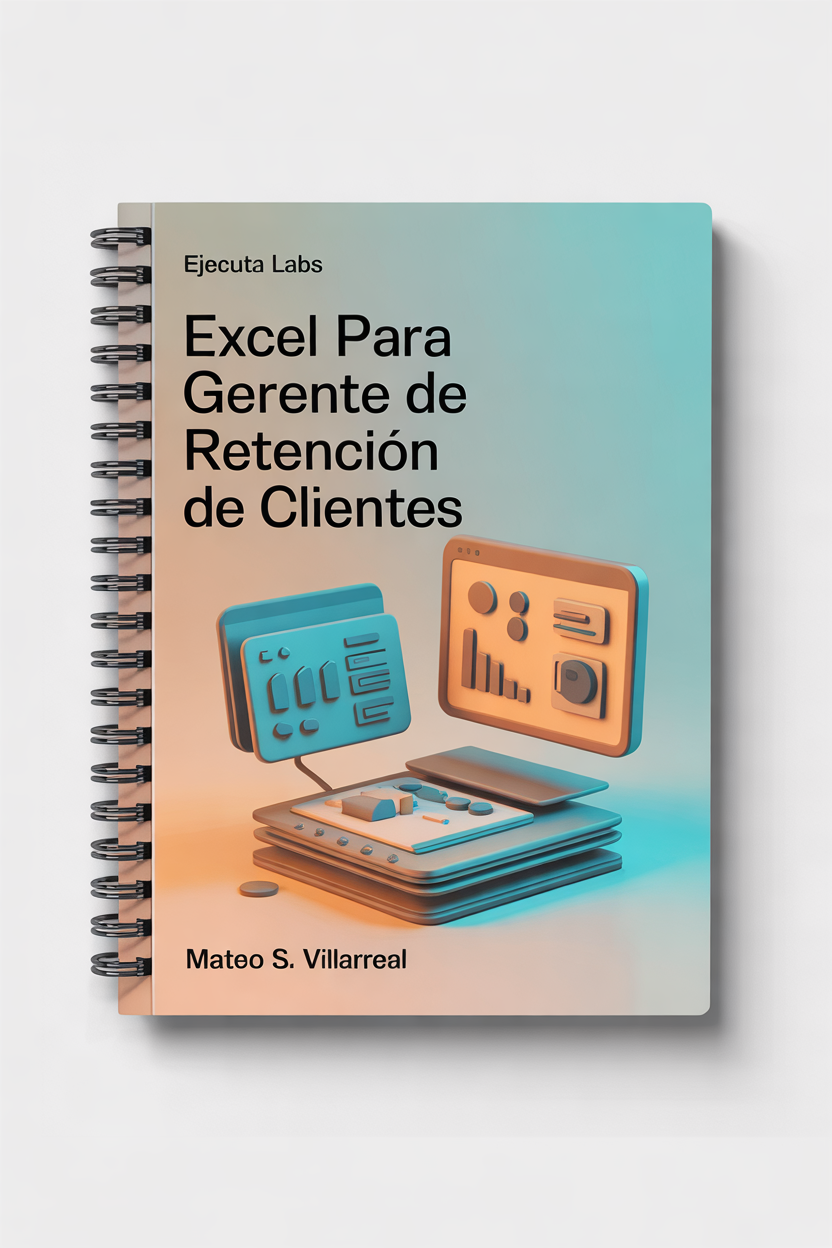 Ejecuta Labs
Excel Para
Gerente de
Retención
de Clientes
Mateo S. Villarreal